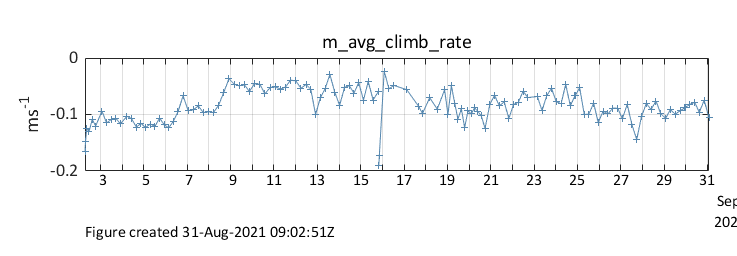 m_avg_climb_rate
0
-0.1
-0.2
ms-1
3 5 7 9 11 13 15 17 19 21 23 25 27 29 31
Sep
202
Figure created 31-Aug-2021 09:02:51Z